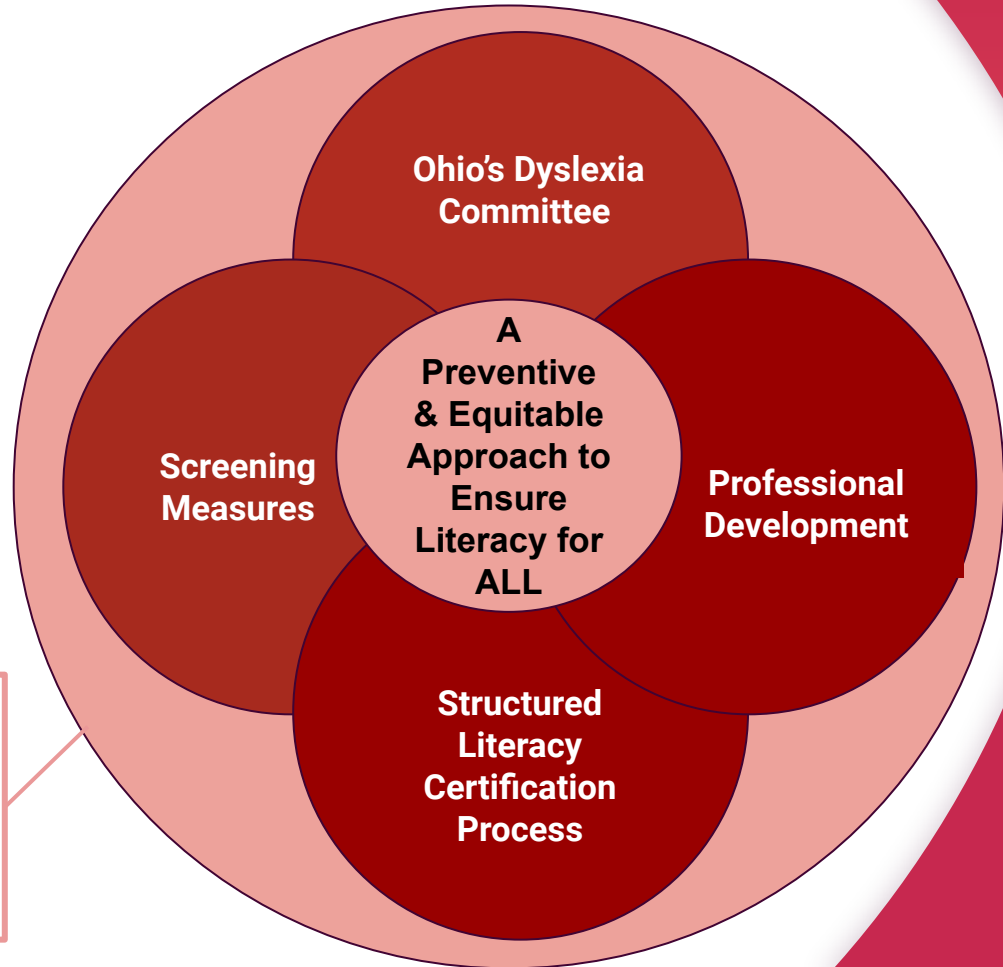 Ohio’s Dyslexia
Committee
A
Preventive
& Equitable
Approach to
Ensure
Literacy for
ALL
Screening
Measures
Professional
Development
Structured
Literacy
Certification
Process